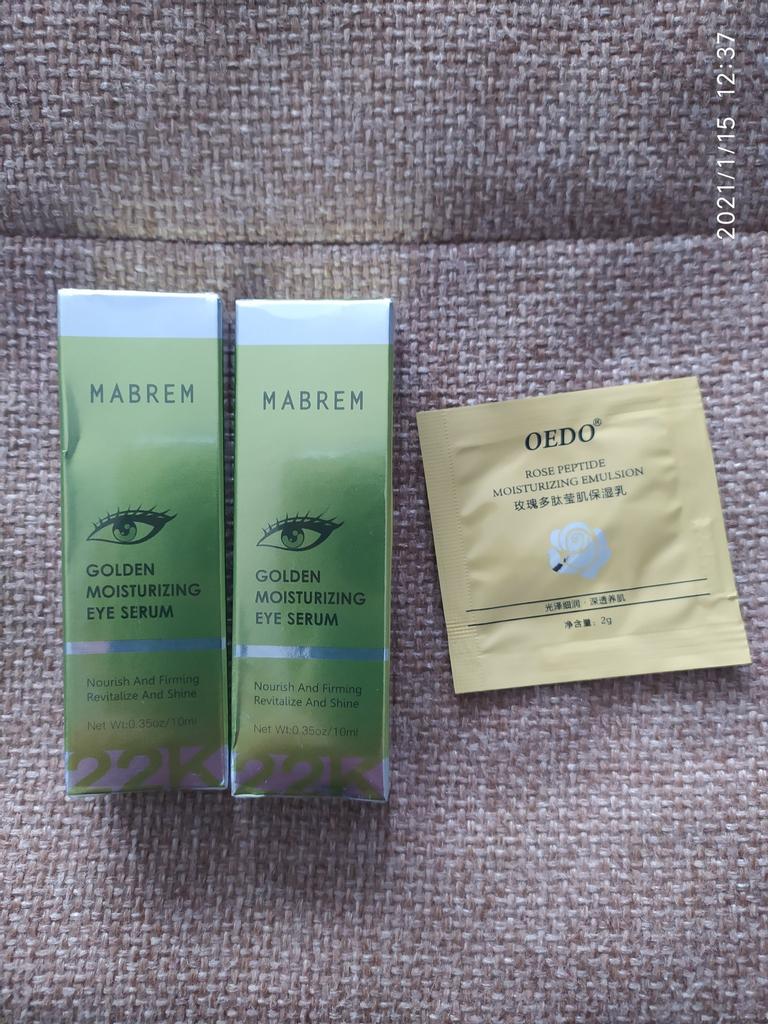 2021/1/15 12:37
MABREM
GOLDEN
MOISTURIZING
EYE SERUM
Nourish And Firming
Revitalize And Shine
Net Wt:0.35oz/10ml
22K
MABREM
GOLDEN
MOISTURIZING
EYE SERUM
Nourish And Firming
Revitalize And Shine
Net Wt:0.35oz/10ml
22K
OEDO®
ROSE PEPTIDE
MOISTURIZING EMULSION
玫瑰多肽莹肌保湿乳
光泽细润·深透养肌
净含量：2g